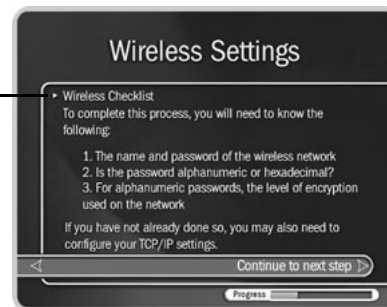 Wireless Settings
Wireless Checklist
To complete this process, you will need to know the
following:
1. The name and password of the wireless network
2. Is the password alphanumeric or hexadecimal?
3. For alphanumeric passwords, the level of encryption
used on the network
If you have not already done so, you may also need to
configure your TCP/IP settings.
Continue to next step
Progress